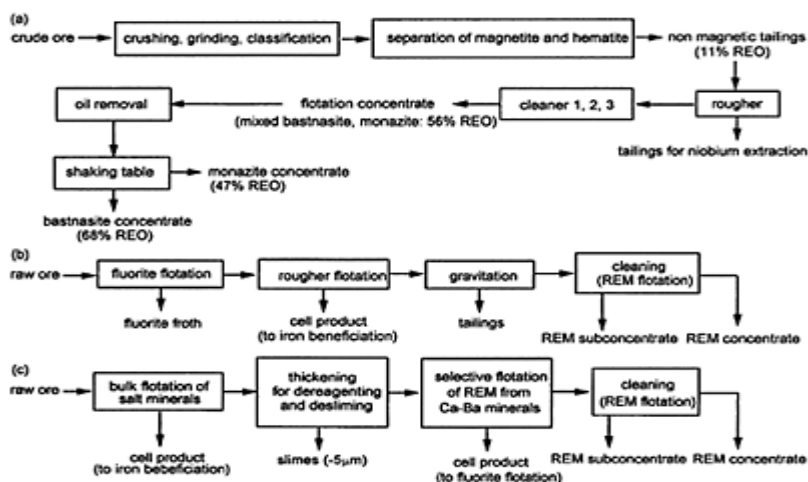 (a)
crude ore
crushing, grinding, classification
separation of magnetite and hematite
non magnetic tailings
(11% REO)
oil removal
flotation concentrate
(mixed bastnasite, monazite: 56% REO)
cleaner 1, 2, 3
rougher
tailings for niobium extraction
shaking table
monazite concentrate
(47% REO)
bastnasite concentrate
(68% REO)
(b)
raw ore
fluorite flotation
rougher flotation
gravitation
cleaning
(REM flotation)
fluorite froth
cell product
(to iron beneficiation)
tailings
REM subconcentrate
REM concentrate
(c)
raw ore
bulk flotation of
salt minerals
thickening
for dereagenting
and desliming
selective flotation
of REM from
Ca-Ba minerals
cleaning
(REM flotation)
cell product
(to iron bebeficiation)
slimes (-5μm)
cell product
(to fluorite flotation)
REM subconcentrate
REM concentrate